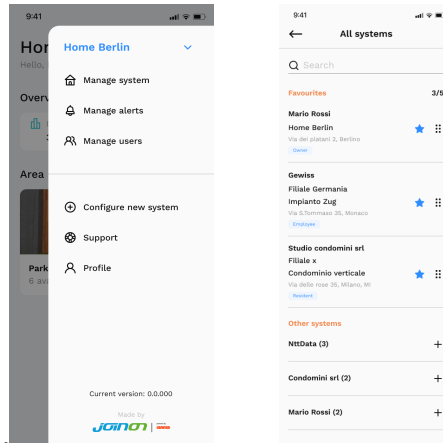 9:41
Hor
Hello,
Overv
Area
Park
6 ava
Home Berlin
Manage system
Manage alerts
Manage users
Configure new system
Support
Profile
Current version: 0.0.000
Made by
JOINON
9:41
All systems
Search
Favourites
3/5
Mario Rossi
Home Berlin
Via dei platani 2, Berlino
Owner
Gewiss
Filiale Germania
Impianto Zug
Via S.Tommaso 35, Monaco
Employee
Studio condomini srl
Filiale x
Condominio verticale
Via delle rose 35, Milano, MI
Resident
Other systems
NttData (3)
Condomini srl (2)
Mario Rossi (2)